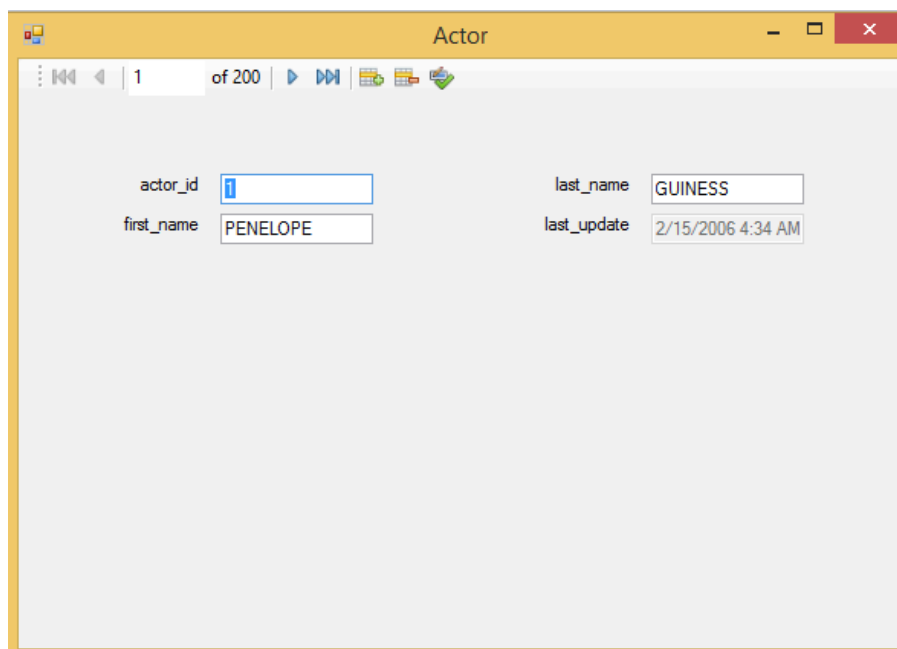 Actor
1 of 200
actor_id 1 last_name GUINESS
first_name PENELOPE last_update 2/15/2006 4:34 AM